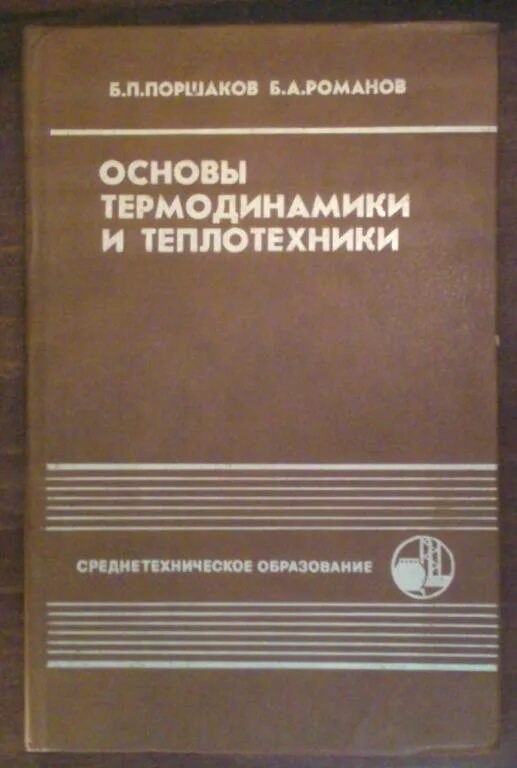 Б.П.ПОРШАКОВ Б.А.РОМАНОВ
ОСНОВЫ
ТЕРМОДИНАМИКИ
И ТЕПЛОТЕХНИКИ
СРЕДНЕТЕХНИЧЕСКОЕ ОБРАЗОВАНИЕ